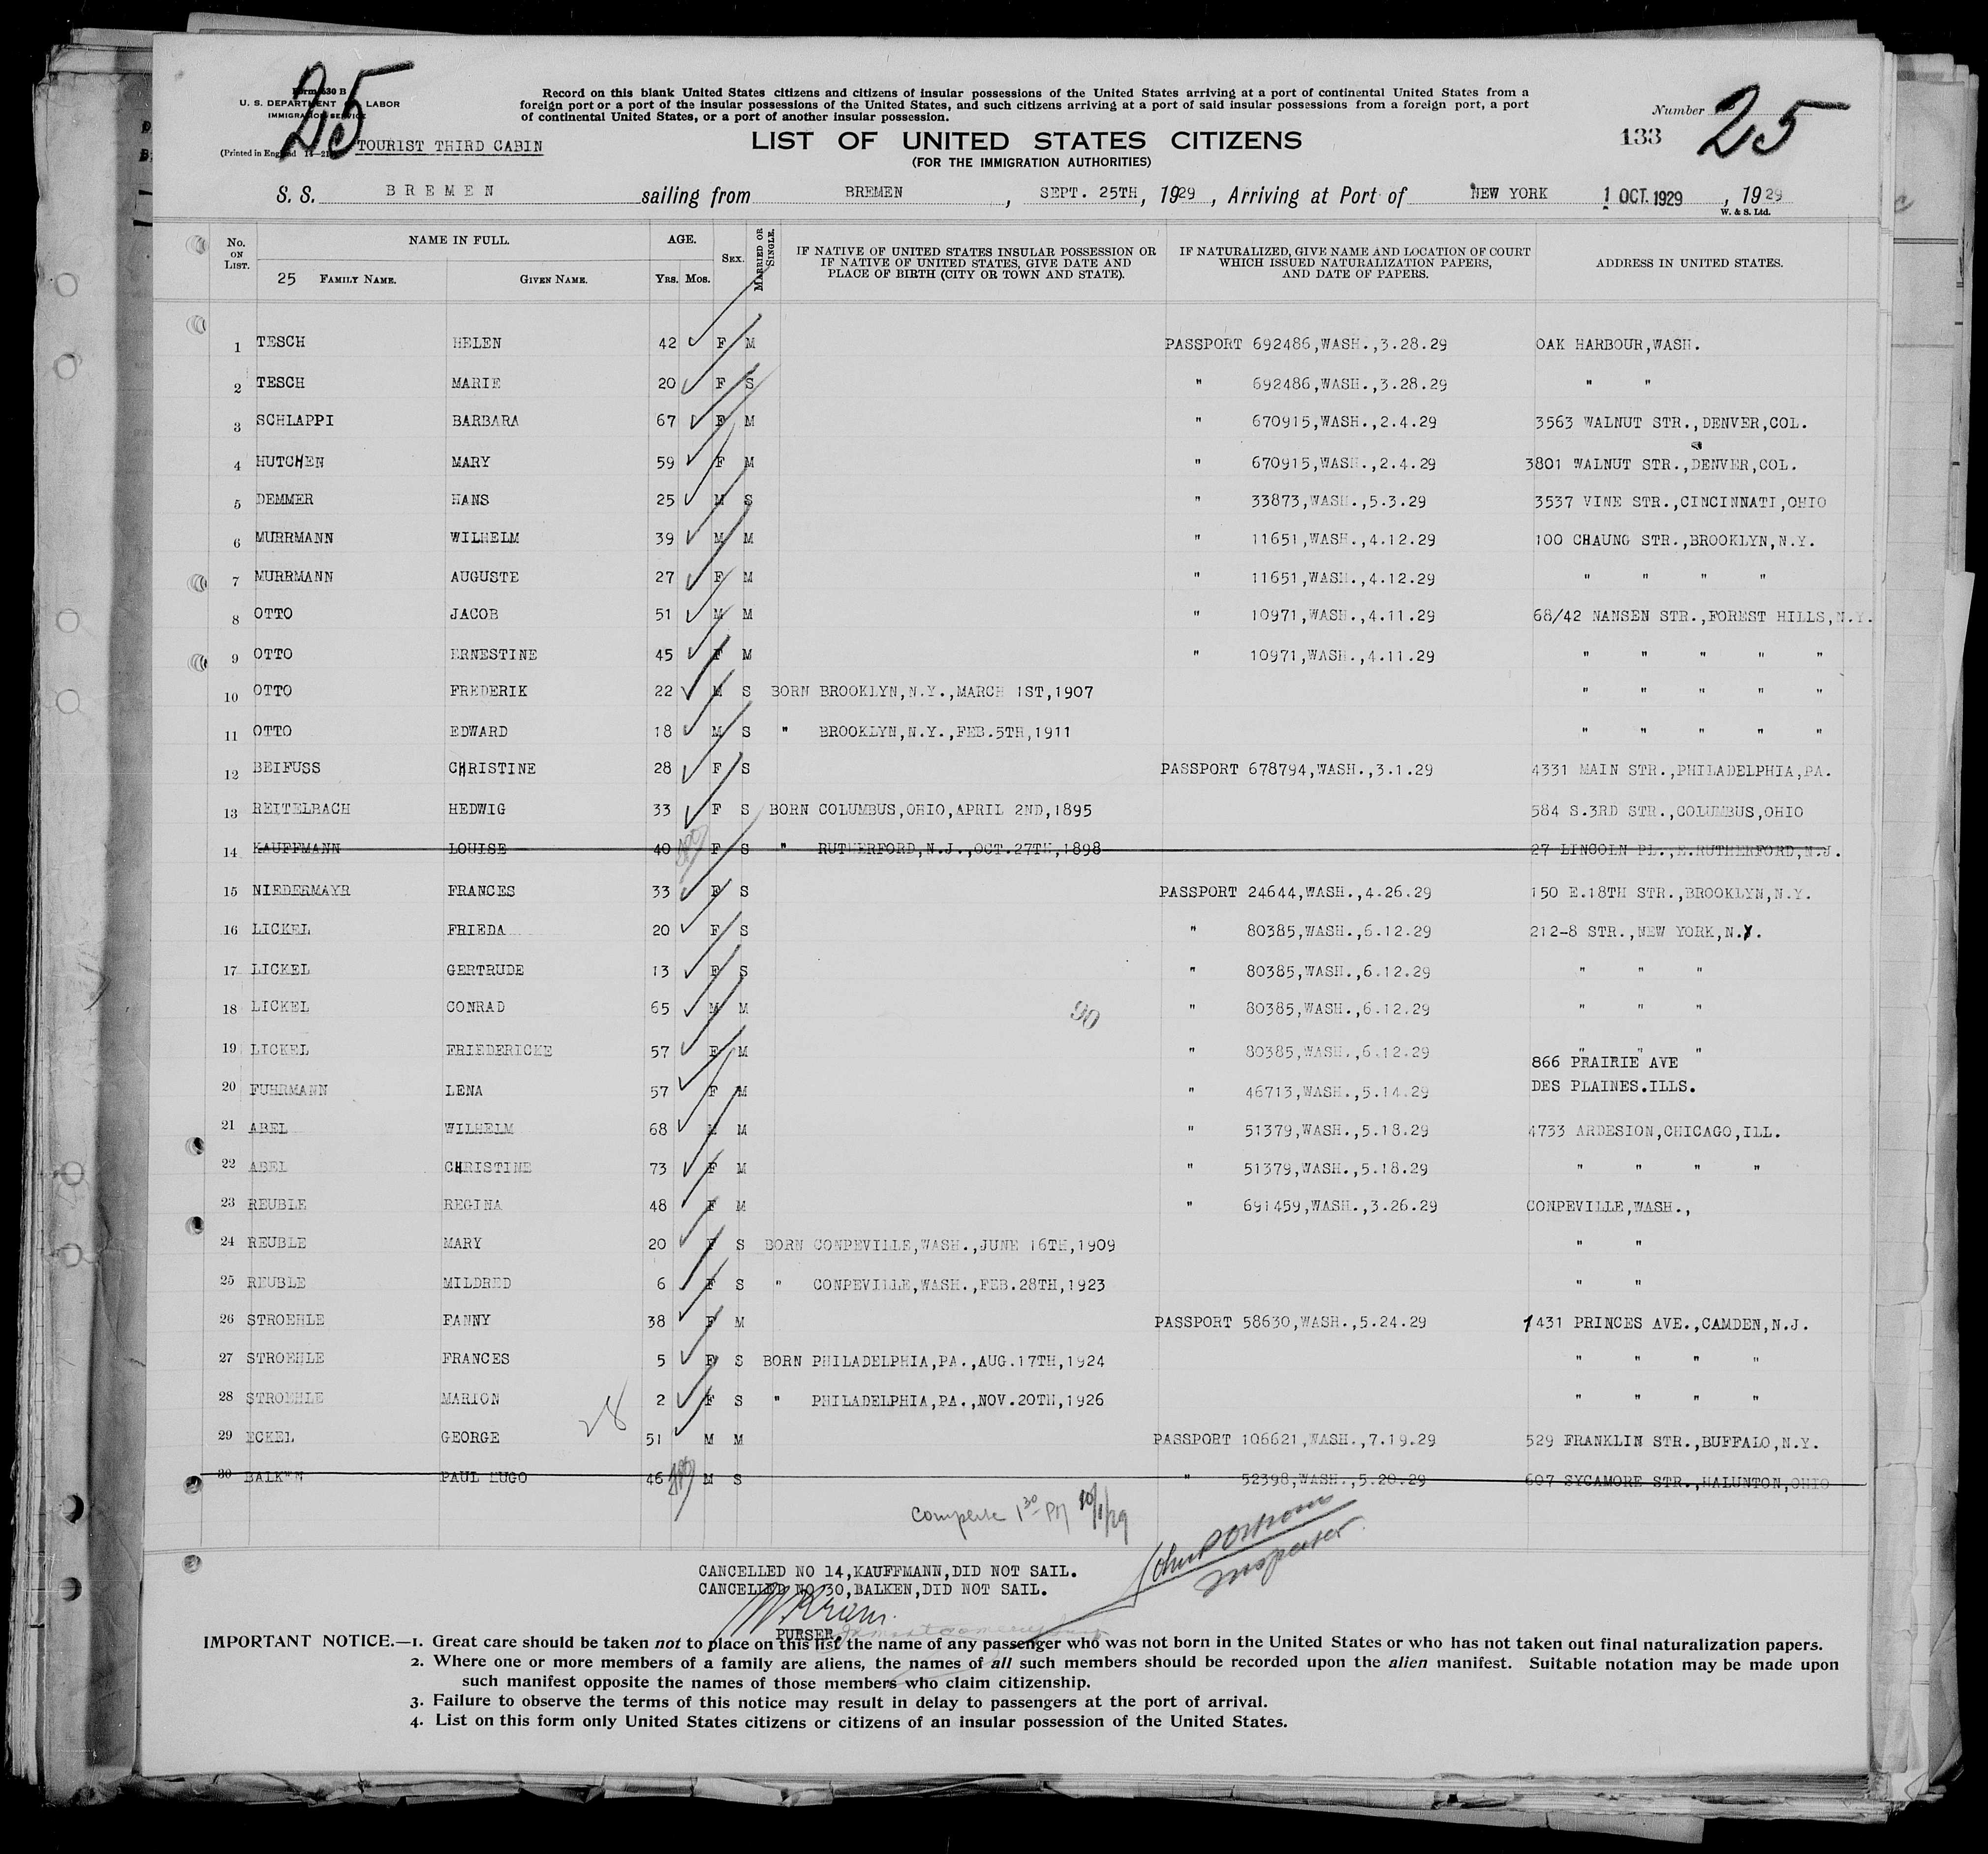 25
Form 630 B
U. S. DEPARTMENT LABOR
IMMIGRATION SERVICE
(Printed in England
TOURIST THIRD CABIN
Record on this blank United States citizens and citizens of insular possessions of the United States arriving at a port of continental United States from a
foreign port or a port of the insular possessions of the United States, and such citizens arriving at a port of said insular possessions from a foreign port, a port
of continental United States, or a port of another insular possession.
LIST OF UNITED STATES CITIZENS
(FOR THE IMMIGRATION AUTHORITIES)
Number 25
133
S. S. BREMEN sailing from BREMEN, SEPT. 25TH, 1929, Arriving at Port of NEW YORK 1 OCT. 1929, 1929
W. & S. Ltd.
No. ON LIST. NAME IN FULL. AGE. SEX. MARRIED OR SINGLE. IF NATIVE OF UNITED STATES INSULAR POSSESSION OR IF NATIVE OF UNITED STATES, GIVE DATE AND PLACE OF BIRTH (CITY OR TOWN AND STATE). IF NATURALIZED, GIVE NAME AND LOCATION OF COURT WHICH ISSUED NATURALIZATION PAPERS, AND DATE OF PAPERS. ADDRESS IN UNITED STATES.
25 FAMILY NAME. GIVEN NAME. YRS. MOS.
1 TESCH HELEN 42 F M PASSPORT 692486,WASH.,3.28.29 OAK HARBOUR,WASH.
2 TESCH MARIE 20 F S " 692486,WASH.,3.28.29 " "
3 SCHLAPPI BARBARA 67 F M " 670915,WASH.,2.4.29 3563 WALNUT STR.,DENVER,COL.
4 HUTCHEN MARY 59 F M " 670915,WASH.,2.4.29 3801 WALNUT STR.,DENVER,COL.
5 DEMMER HANS 25 M S " 33873,WASH.,5.3.29 3537 VINE STR.,CINCINNATI,OHIO
6 MURRMANN WILHELM 39 M M " 11651,WASH.,4.12.29 100 CHAUNG STR.,BROOKLYN,N.Y.
7 MURRMANN AUGUSTE 27 F M " 11651,WASH.,4.12.29 " " " "
8 OTTO JACOB 51 M M " 10971,WASH.,4.11.29 68/42 NANSEN STR.,FOREST HILLS,N.Y.
9 OTTO ERNESTINE 45 F M " 10971,WASH.,4.11.29 " " " " "
10 OTTO FREDERIK 22 M S BORN BROOKLYN,N.Y.,MARCH 1ST,1907 " " " " "
11 OTTO EDWARD 18 M S " BROOKLYN,N.Y.,FEB.5TH,1911 " " " " "
12 BEIFUSS CHRISTINE 28 F S PASSPORT 678794,WASH.,3.1.29 4331 MAIN STR.,PHILADELPHIA,PA.
13 REITELBACH HEDWIG 33 F S BORN COLUMBUS,OHIO,APRIL 2ND,1895 584 S.3RD STR.,COLUMBUS,OHIO
14 KAUFFMANN LOUISE 40 F S " RUTHERFORD,N.J.,OCT.27TH,1898 27 LINCOLN PL.,E.RUTHERFORD,N.J.
15 NIEDERMAYR FRANCES 33 F S PASSPORT 24644,WASH.,4.26.29 150 E.18TH STR.,BROOKLYN,N.Y.
16 LICKEL FRIEDA 20 F S " 80385,WASH.,6.12.29 212-8 STR.,NEW YORK,N.Y.
17 LICKEL GERTRUDE 13 F S " 80385,WASH.,6.12.29 " " "
18 LICKEL CONRAD 65 M M 90 " 80385,WASH.,6.12.29 " " "
19 LICKEL FRIEDERICKE 57 F M " 80385,WASH.,6.12.29 " " "
866 PRAIRIE AVE
20 FUHRMANN LENA 57 F M " 46713,WASH.,5.14.29 DES PLAINES.ILLS.
21 ABEL WILHELM 68 M M " 51379,WASH.,5.18.29 4733 ARDESION,CHICAGO,ILL.
22 ABEL CHRISTINE 73 F M " 51379,WASH.,5.18.29 " " " "
23 REUBLE REGINA 48 F M " 691459,WASH.,3.26.29 CONPEVILLE,WASH.,
24 REUBLE MARY 20 F S BORN CONPEVILLE,WASH.,JUNE 16TH,1909 " "
25 REUBLE MILDRED 6 F S " CONPEVILLE,WASH.,FEB.28TH,1923 " "
26 STROEHLE FANNY 38 F M PASSPORT 58630,WASH.,5.24.29 1431 PRINCES AVE.,CAMDEN,N.J.
27 STROEHLE FRANCES 5 F S BORN PHILADELPHIA,PA.,AUG.17TH,1924 " " " "
28 STROEHLE MARION 2 F S " PHILADELPHIA,PA.,NOV.20TH,1926 " " " "
28
29 ECKEL GEORGE 51 M M PASSPORT 106621,WASH.,7.19.29 529 FRANKLIN STR.,BUFFALO,N.Y.
30 BALKEN PAUL HUGO 46 M S " 52398,WASH.,5.20.29 607 SYCAMORE STR.,HALUNTON,OHIO
Complete 1 30 PM 10/1/29
Inspector
CANCELLED NO 14,KAUFFMANN,DID NOT SAIL.
CANCELLED NO 30,BALKEN,DID NOT SAIL.
PURSER
IMPORTANT NOTICE.—1. Great care should be taken not to place on this list the name of any passenger who was not born in the United States or who has not taken out final naturalization papers.
2. Where one or more members of a family are aliens, the names of all such members should be recorded upon the alien manifest. Suitable notation may be made upon
such manifest opposite the names of those members who claim citizenship.
3. Failure to observe the terms of this notice may result in delay to passengers at the port of arrival.
4. List on this form only United States citizens or citizens of an insular possession of the United States.